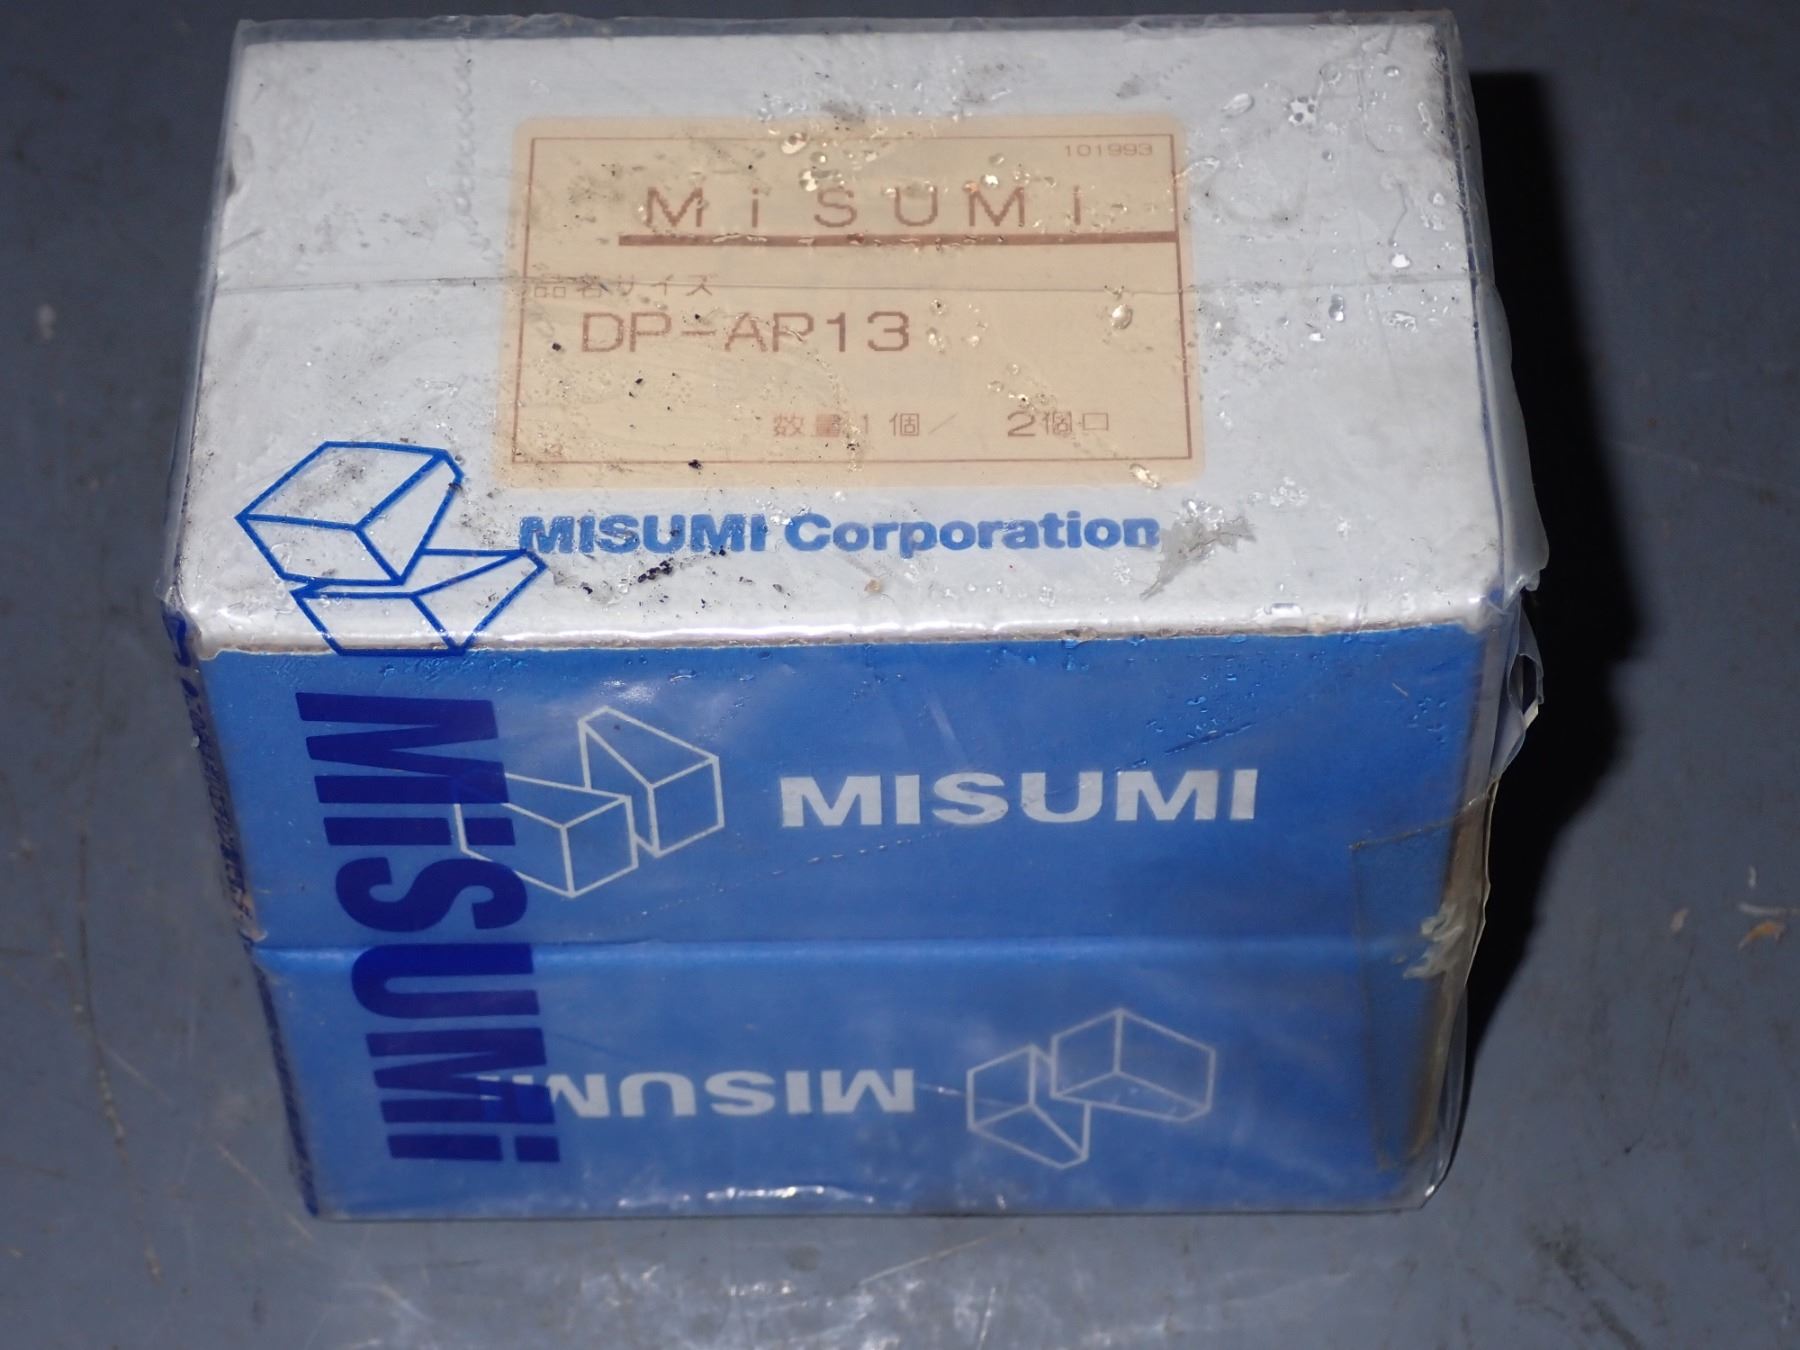 101993
MiSUMi
品名サイズ
DP-AP13
数量1個／ 2個口
MISUMI Corporation
MiSUMi
MISUMI
MISUMI